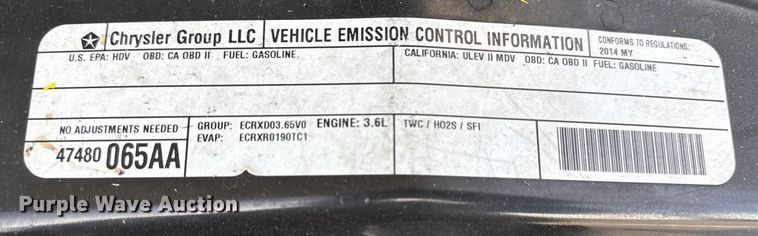 Chrysler Group LLC VEHICLE EMISSION CONTROL INFORMATION CONFORMS TO REGULATIONS:
2014 MY
U.S. EPA: HDV OBD: CA OBD II FUEL: GASOLINE CALIFORNIA: ULEV II MDV OBD: CA OBD II FUEL: GASOLINE
NO ADJUSTMENTS NEEDED GROUP: ECRXD03.65V0 ENGINE: 3.6L TWC / HO2S / SFI
EVAP: ECRXR0190TC1
47480 065AA
Purple Wave Auction